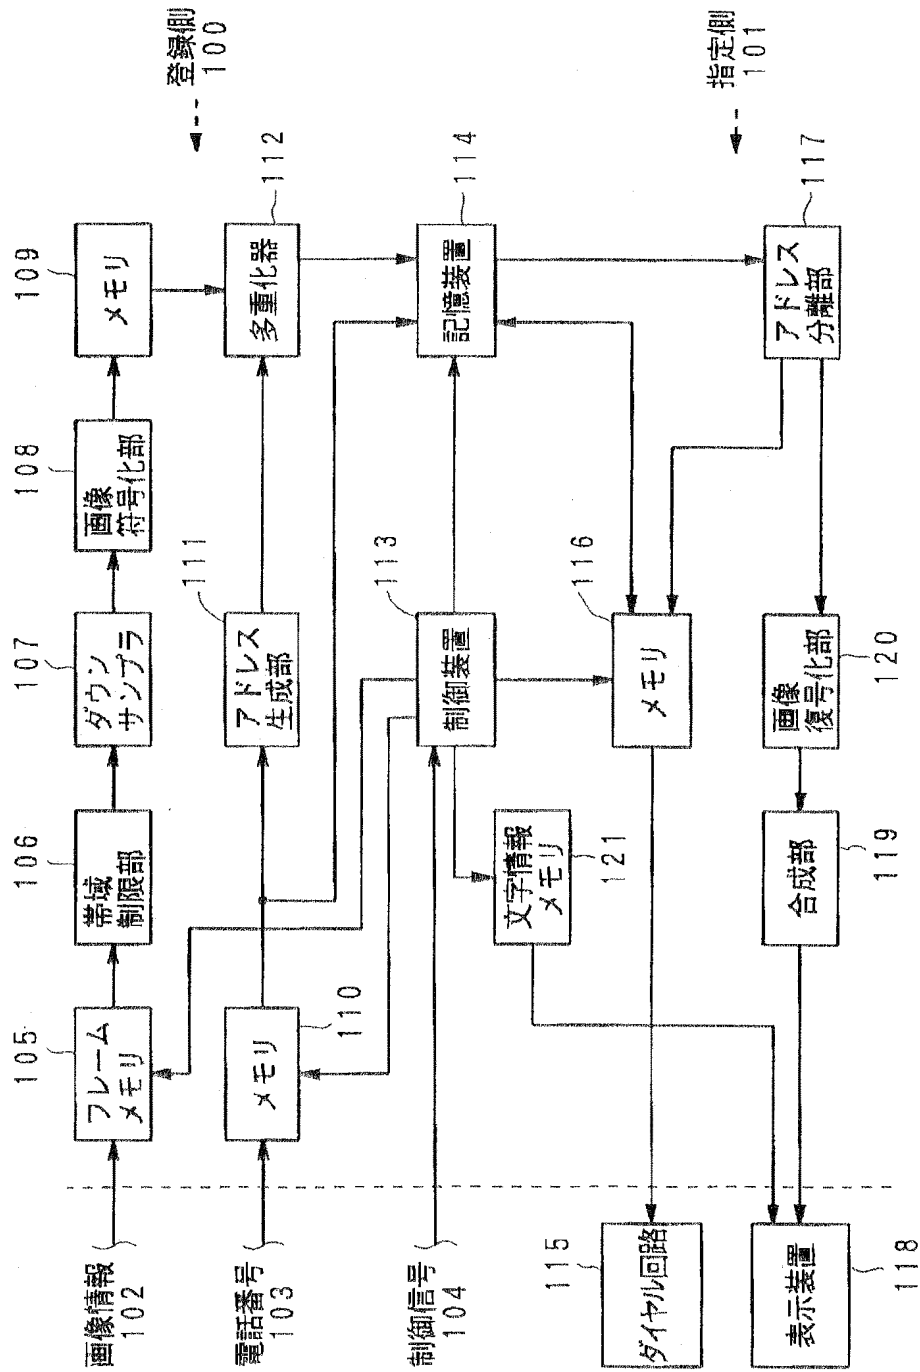 登録側
100
指定側
101
画像情報
102
電話番号
103
制御信号
104
フレーム
メモリ
105
帯域
制限部
106
ダウン
サンプラ
107
画像
符号化部
108
メモリ
109
メモリ
110
アドレス
生成部
111
多重化器
112
制御装置
113
記憶装置
114
ダイヤル回路
115
メモリ
116
アドレス
分離部
117
表示装置
118
合成部
119
画像
復号化部
120
文字情報
メモリ
121